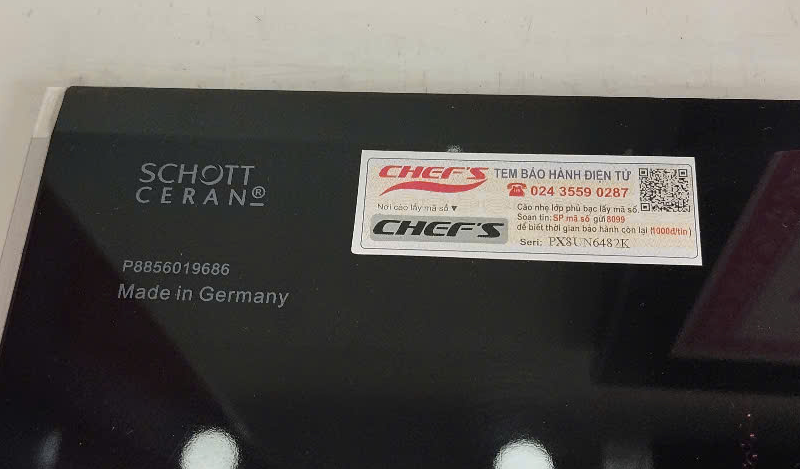 SCHOTT
CERAN®
P8856019686
Made in Germany
CHEF'S TEM BẢO HÀNH ĐIỆN TỬ
☎ 024 3559 0287
Nơi cào lấy mã số ▼
Cào nhẹ lớp phủ bạc lấy mã số
Soạn tin: SP mã số gửi 8099
để biết thời gian bảo hành còn lại (1000đ/tin)
CHEF'S
Seri: PX8UN6482K